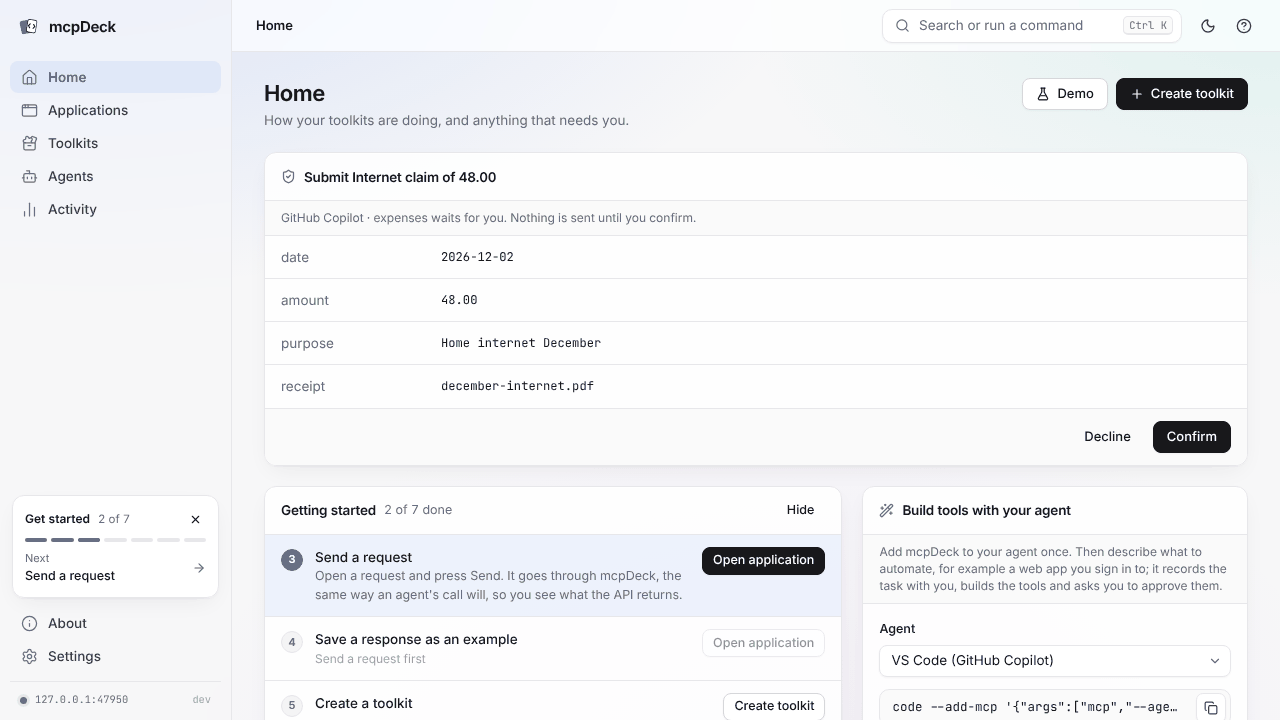 mcpDeck
Home
Applications
Toolkits
Agents
Activity
Get started 2 of 7
Next
Send a request
About
Settings
127.0.0.1:47950 dev
Home
Search or run a command Ctrl K
Home
How your toolkits are doing, and anything that needs you.
Demo
Create toolkit
Submit Internet claim of 48.00
GitHub Copilot · expenses waits for you. Nothing is sent until you confirm.
date 2026-12-02
amount 48.00
purpose Home internet December
receipt december-internet.pdf
Decline Confirm
Getting started 2 of 7 done Hide
3 Send a request
Open a request and press Send. It goes through mcpDeck, the
same way an agent's call will, so you see what the API returns.
Open application
4 Save a response as an example
Send a request first
Open application
5 Create a toolkit
Create toolkit
Build tools with your agent
Add mcpDeck to your agent once. Then describe what to
automate, for example a web app you sign in to; it records the
task with you, builds the tools and asks you to approve them.
Agent
VS Code (GitHub Copilot)
code --add-mcp '{"args":["mcp","--age…